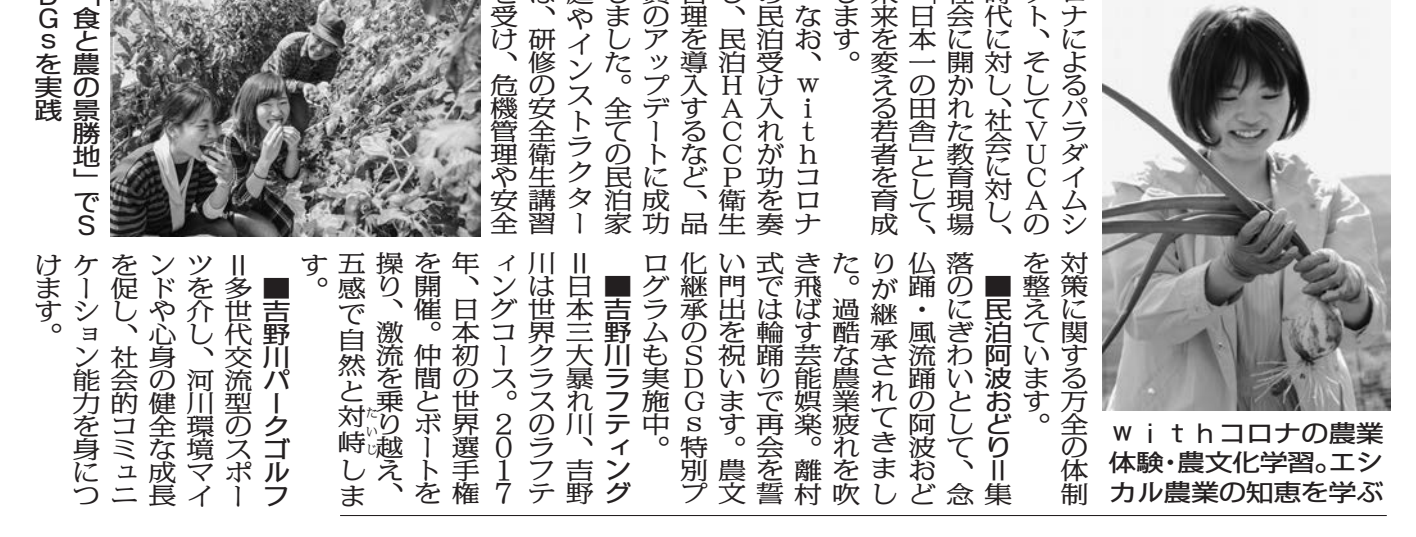 ロナによるパラダイムシ
ト、そしてVUCAの
時代に対し、社会に対し、
社会に開かれた教育現場
「日本一の田舎」として、
未来を変える若者を育成
します。
なお、withコロナ
の民泊受け入れが功を奏
し、民泊HACCP衛生
管理を導入するなど、品
質のアップデートに成功
しました。全ての民泊家
庭やインストラクター
は、研修の安全衛生講習
を受け、危機管理や安全
対策に関する万全の体制
を整えています。
■民泊阿波おどり＝集
落のにぎわいとして、念
仏踊・風流踊の阿波おど
りが継承されてきまし
た。過酷な農業疲れを吹
き飛ばす芸能娯楽。離村
式では輪踊りで再会を誓
い門出を祝います。農文
化継承のSDGs特別プ
ログラムも実施中。
■吉野川ラフティング
＝日本三大暴れ川、吉野
川は世界クラスのラフテ
ィングコース。2017
年、日本初の世界選手権
を開催。仲間とボートを
操り、激流を乗り越え、
五感で自然と対峙（たいじ）しま
す。
■吉野川パークゴルフ
＝多世代交流型のスポー
ツを介し、河川環境マイ
ンドや心身の健全な成長
を促し、社会的コミュニ
ケーション能力を身につ
けます。
withコロナの農業
体験・農文化学習。エシ
カル農業の知恵を学ぶ
「食と農の景勝地」でS
DGsを実践